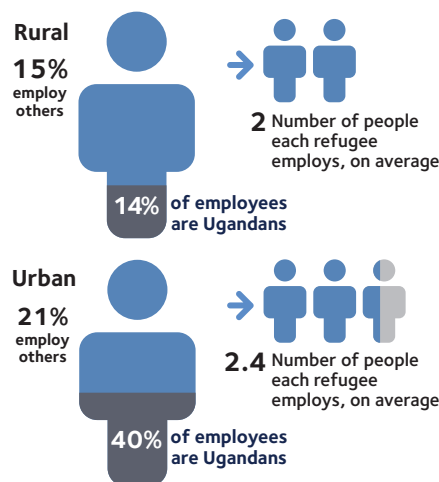 Rural
15%
employ
others
2 Number of people
each refugee
employs, on average
14% of employees
are Ugandans
Urban
21%
employ
others
2.4 Number of people
each refugee
employs, on average
40% of employees
are Ugandans